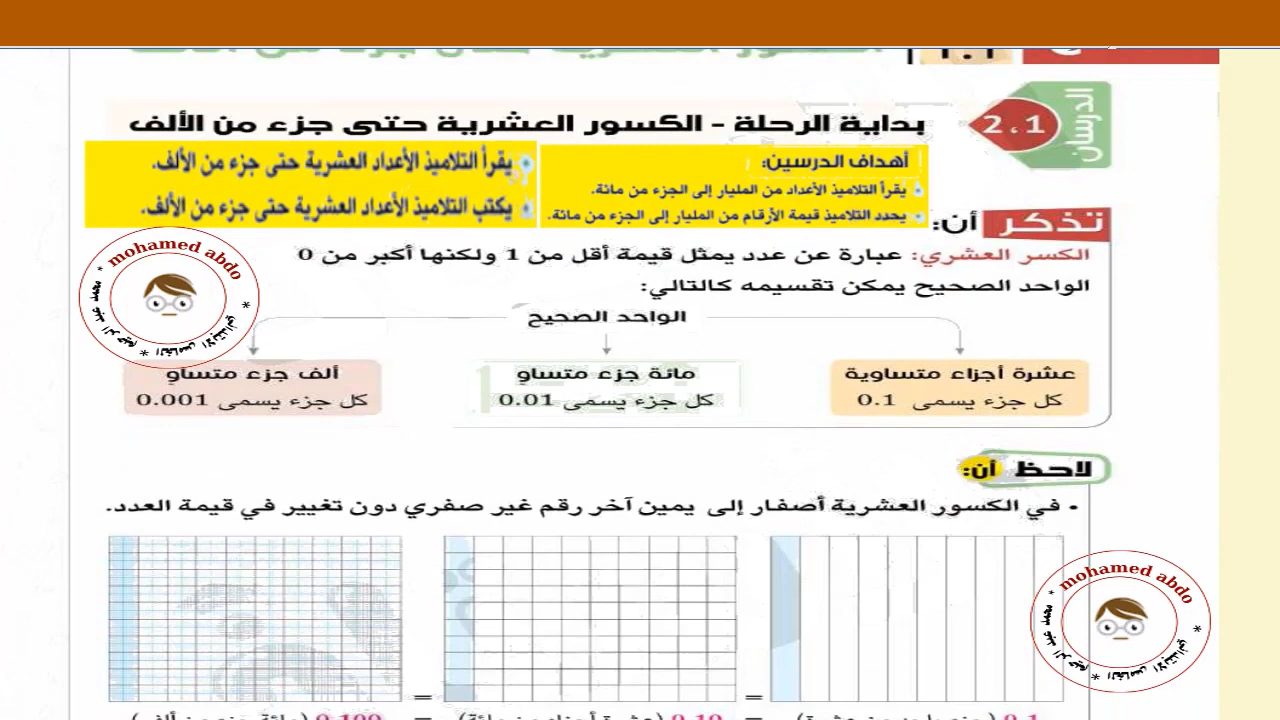 الدرسان
2،1
بداية الرحلة - الكسور العشرية حتى جزء من الألف
أهداف الدرسين:
يقرأ التلاميذ الأعداد من المليار إلى الجزء من مائة.
يحدد التلاميذ قيمة الأرقام من المليار إلى الجزء من مائة.
يقرأ التلاميذ الأعداد العشرية حتى جزء من الألف.
يكتب التلاميذ الأعداد العشرية حتى جزء من الألف.
تذكر أن:
الكسر العشري: عبارة عن عدد يمثل قيمة أقل من 1 ولكنها أكبر من 0
الواحد الصحيح يمكن تقسيمه كالتالي:
الواحد الصحيح
عشرة أجزاء متساوية
كل جزء يسمى 0.1
مائة جزء متساوٍ
كل جزء يسمى 0.01
ألف جزء متساوٍ
كل جزء يسمى 0.001
لاحظ أن:
• في الكسور العشرية أصفار إلى يمين آخر رقم غير صفري دون تغيير في قيمة العدد.
= =
mohamed abdo
mohamed abdo